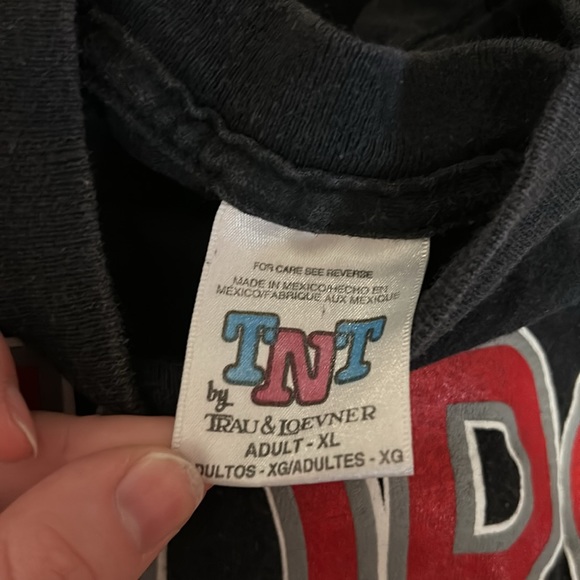 FOR CARE SEE REVERSE
MADE IN MEXICO/HECHO EN
MEXICO/FABRIQUE AUX MEXIQUE
TNT
by
TRAU & LOEVNER
ADULT - XL
DULTOS - XG/ADULTES - XG